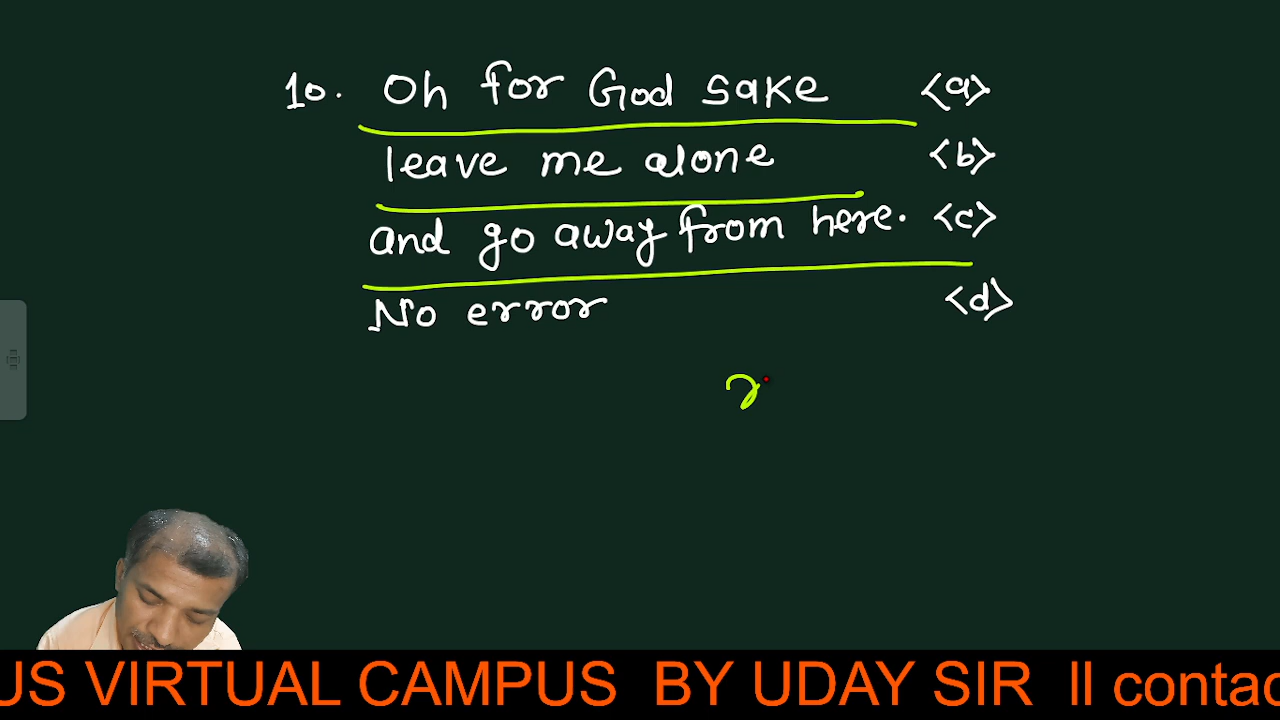 10. Oh for God sake <a>
leave me alone <b>
and go away from here. <c>
No error <d>
US VIRTUAL CAMPUS BY UDAY SIR ll contac